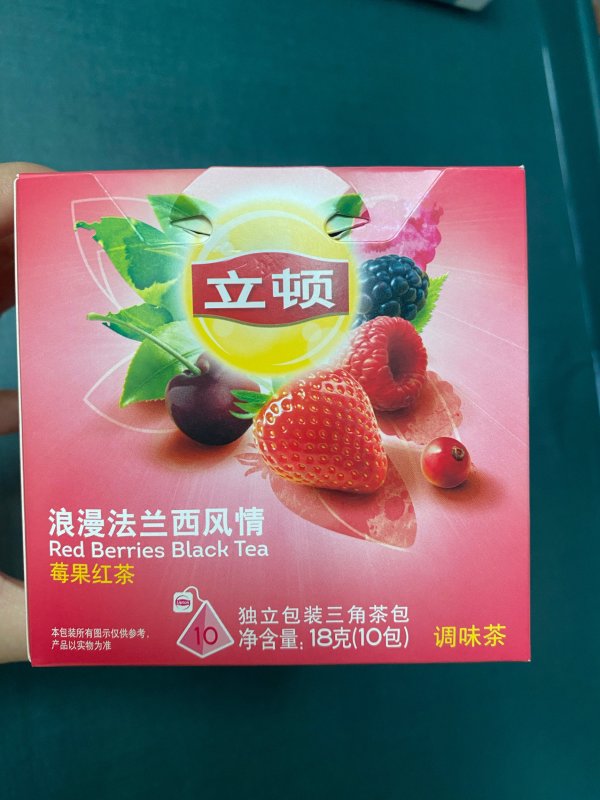 立顿
浪漫法兰西风情
Red Berries Black Tea
莓果红茶
本包装所有图示仅供参考，
产品以实物为准
10
独立包装三角茶包
净含量：18克(10包)
调味茶